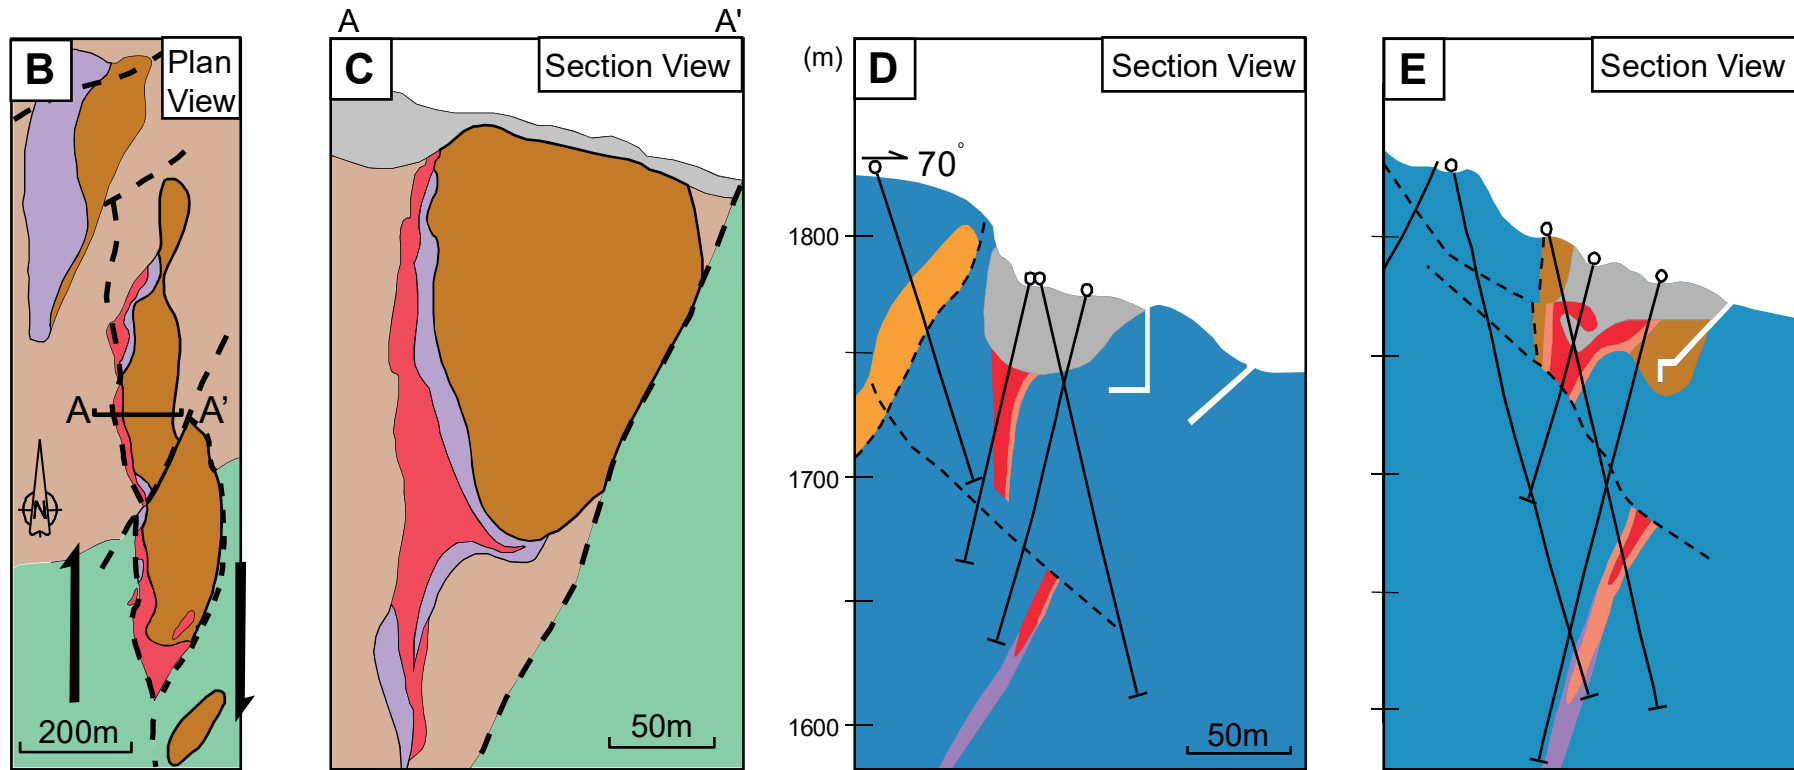 B
Plan
View
A
A'
N
200m
A
A'
C
Section View
50m
(m)
D
Section View
70°
1800
1700
1600
50m
E
Section View